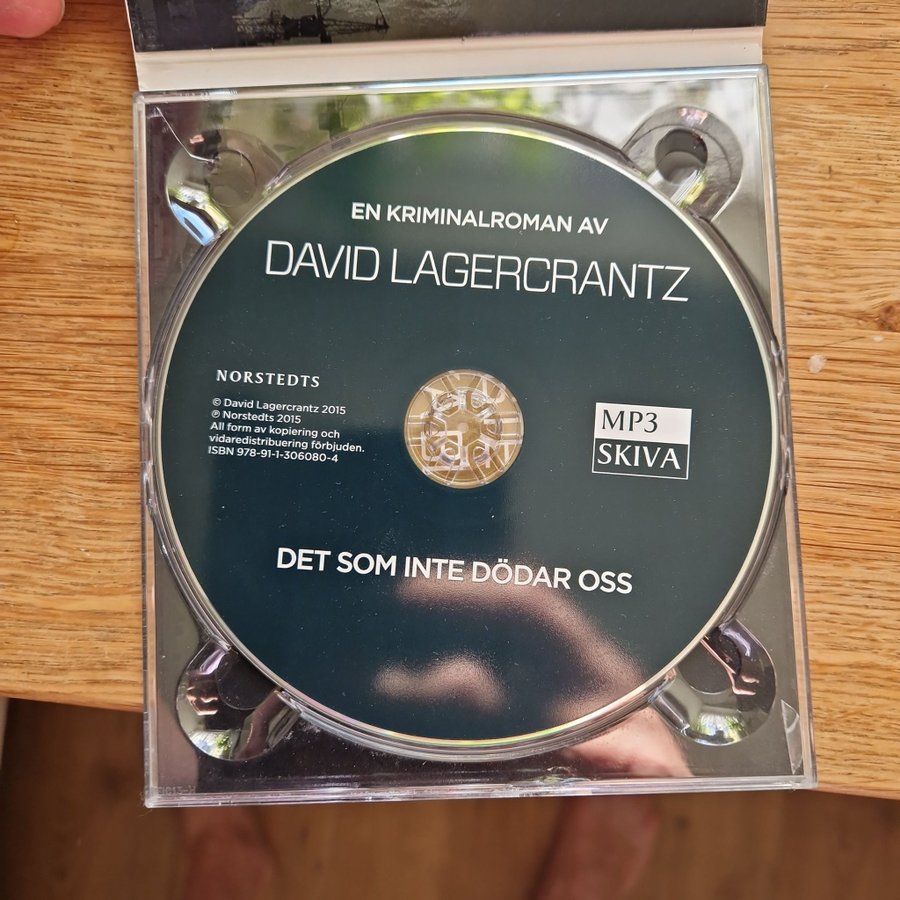 EN KRIMINALROMAN AV
DAVID LAGERCRANTZ
NORSTEDTS
© David Lagercrantz 2015
℗ Norstedts 2015
All form av kopiering och
vidaredistribuering förbjuden.
ISBN 978-91-1-306080-4
MP3
SKIVA
DET SOM INTE DÖDAR OSS